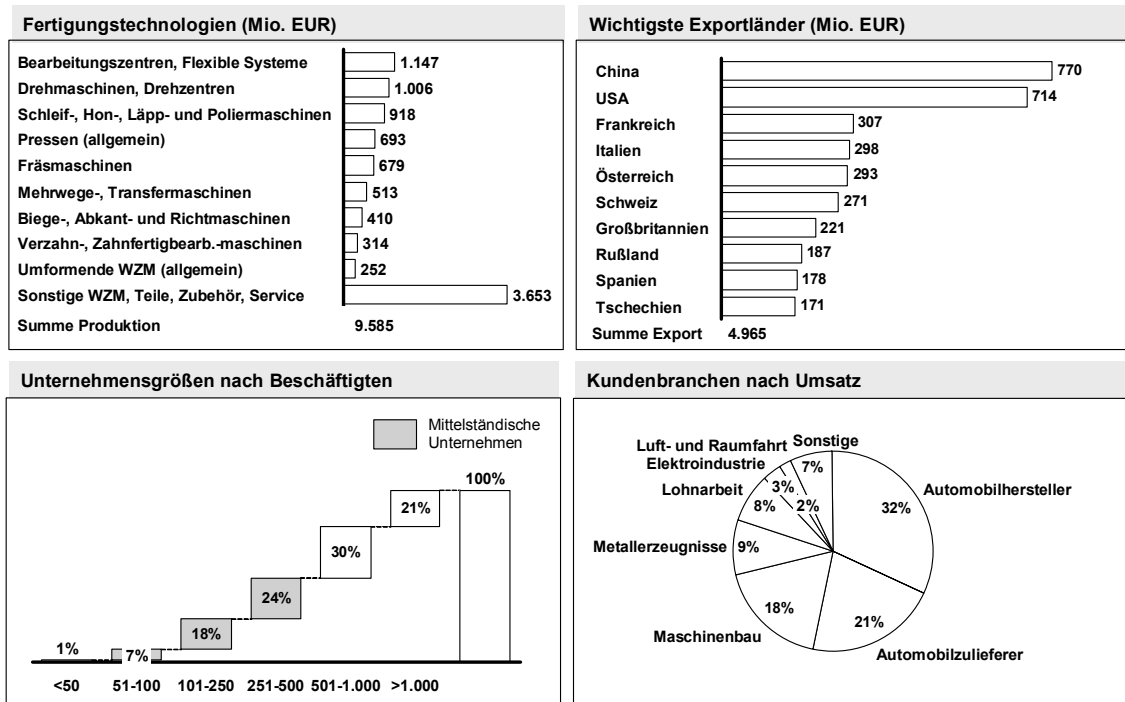 Fertigungstechnologien (Mio. EUR)
Bearbeitungszentren, Flexible Systeme 1.147
Drehmaschinen, Drehzentren 1.006
Schleif-, Hon-, Läpp- und Poliermaschinen 918
Pressen (allgemein) 693
Fräsmaschinen 679
Mehrwege-, Transfermaschinen 513
Biege-, Abkant- und Richtmaschinen 410
Verzahn-, Zahnfertigbearb.-maschinen 314
Umformende WZM (allgemein) 252
Sonstige WZM, Teile, Zubehör, Service 3.653
Summe Produktion 9.585
Wichtigste Exportländer (Mio. EUR)
China 770
USA 714
Frankreich 307
Italien 298
Österreich 293
Schweiz 271
Großbritannien 221
Rußland 187
Spanien 178
Tschechien 171
Summe Export 4.965
Unternehmensgrößen nach Beschäftigten
Mittelständische
Unternehmen
100%
21%
30%
24%
18%
1%
7%
<50 51-100 101-250 251-500 501-1.000 >1.000
Kundenbranchen nach Umsatz
Luft- und Raumfahrt Sonstige
Elektroindustrie 7%
Lohnarbeit 3% Automobilhersteller
8% 2% 32%
Metallerzeugnisse 9%
18% 21%
Maschinenbau
Automobilzulieferer